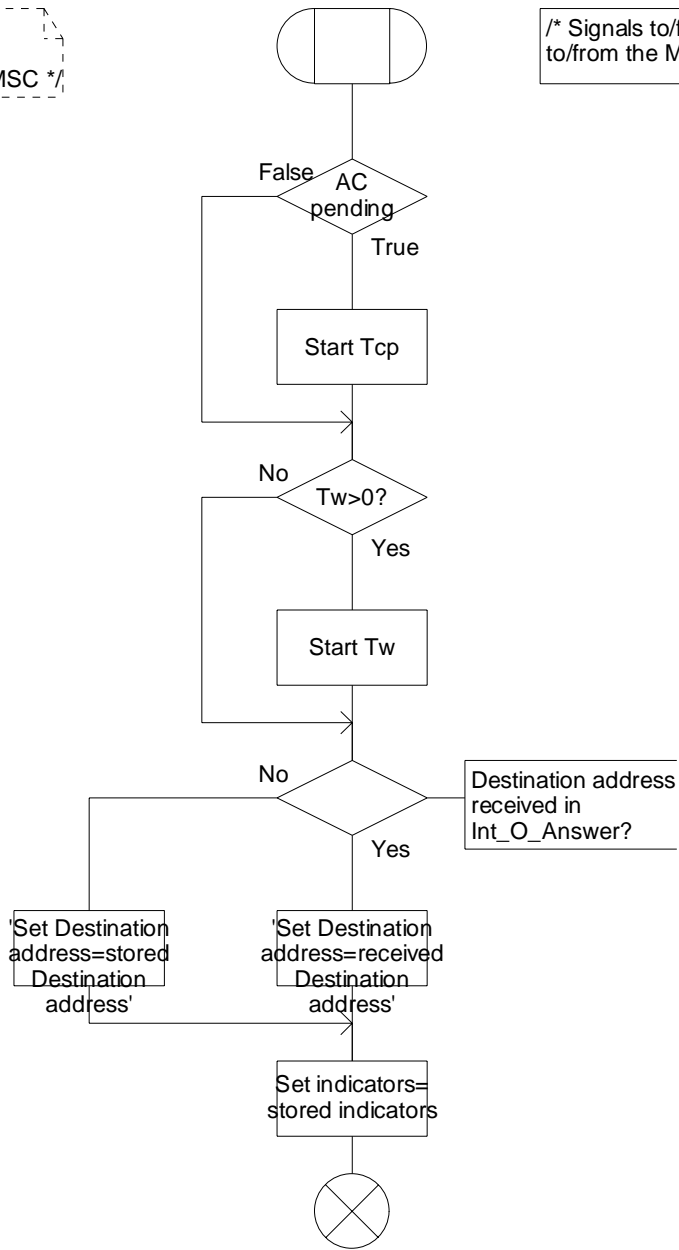 MSC */
/* Signals to/
to/from the M
False
AC
pending
True
Start Tcp
No
Tw>0?
Yes
Start Tw
No
Destination address
received in
Int_O_Answer?
Yes
'Set Destination
address=stored
Destination
address'
'Set Destination
address=received
Destination
address'
Set indicators=
stored indicators